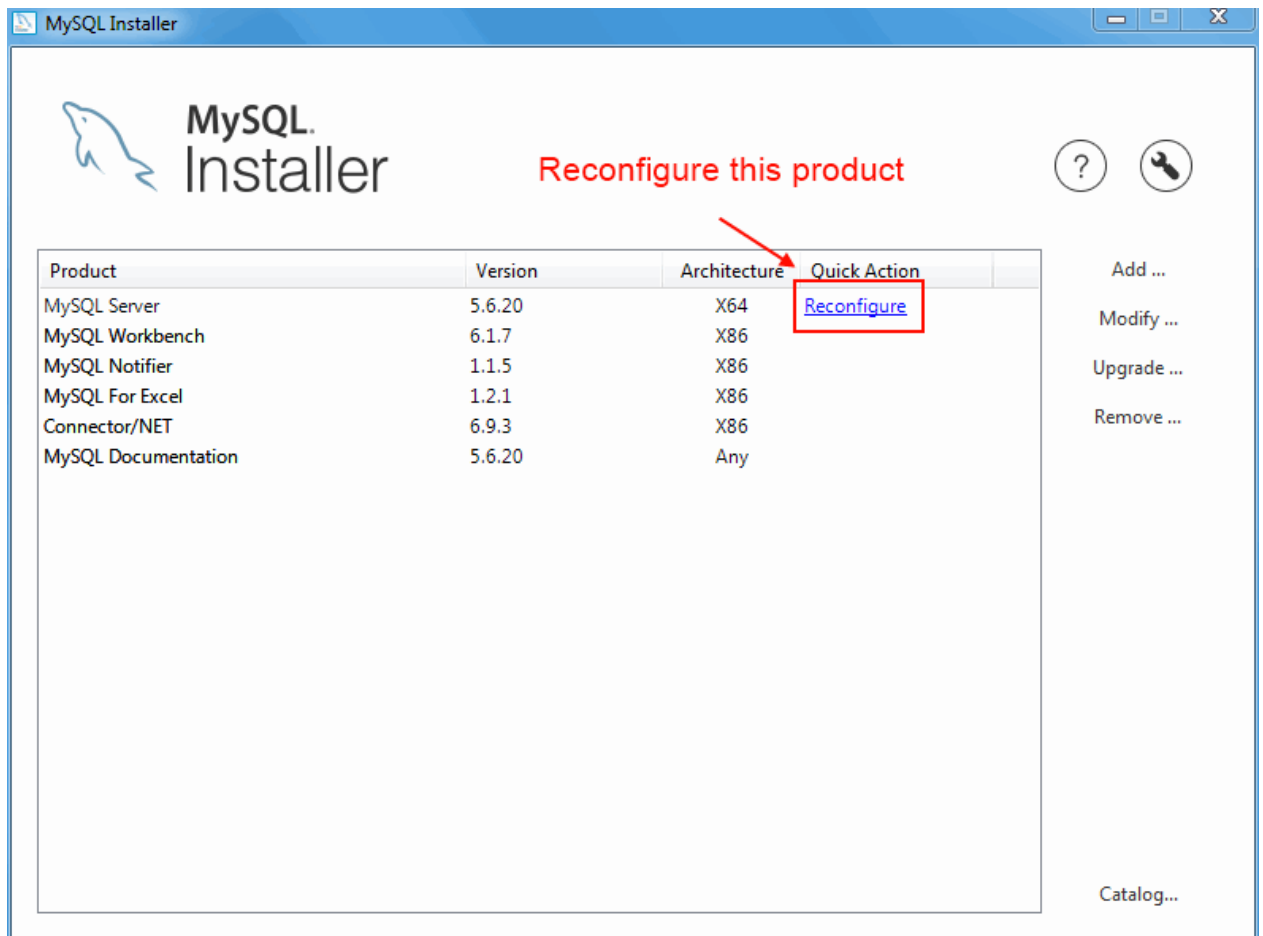 MySQL Installer
MySQL.
Installer
Reconfigure this product
?
Product Version Architecture Quick Action
MySQL Server 5.6.20 X64 Reconfigure
MySQL Workbench 6.1.7 X86
MySQL Notifier 1.1.5 X86
MySQL For Excel 1.2.1 X86
Connector/NET 6.9.3 X86
MySQL Documentation 5.6.20 Any
Add ...
Modify ...
Upgrade ...
Remove ...
Catalog...